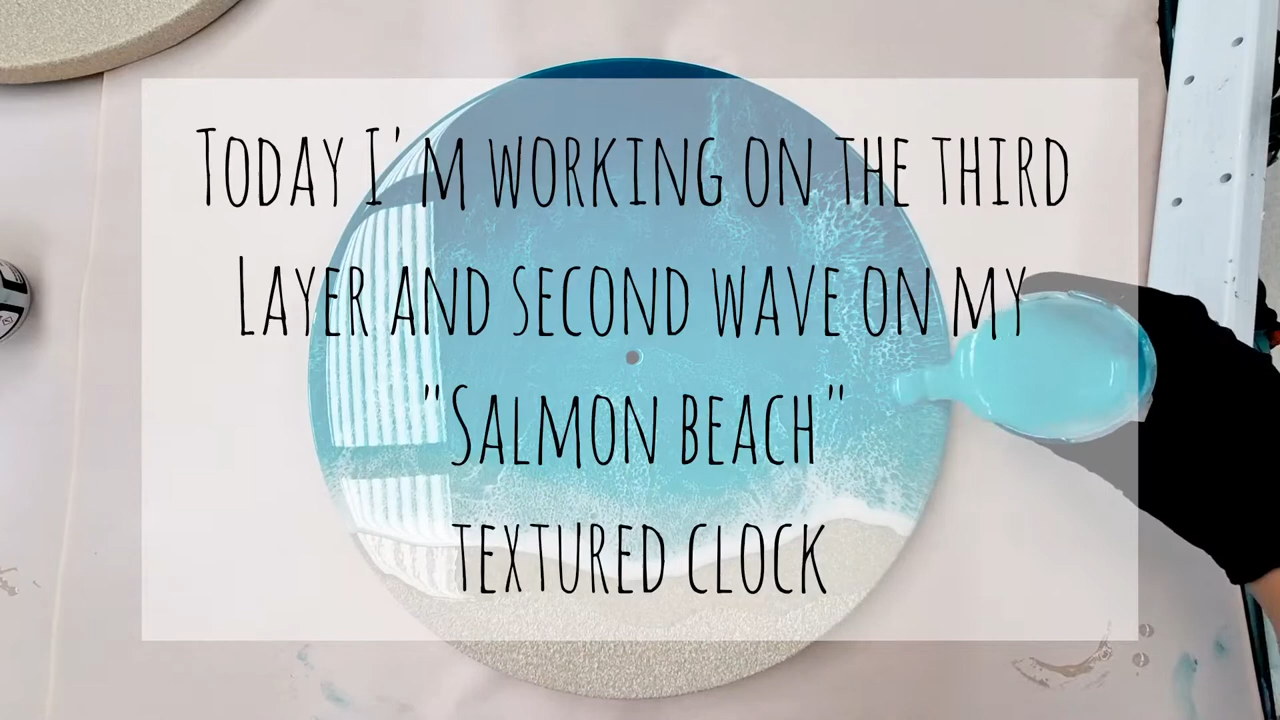 Today I'm working on the third
Layer and second wave on my
"Salmon beach"
textured clock